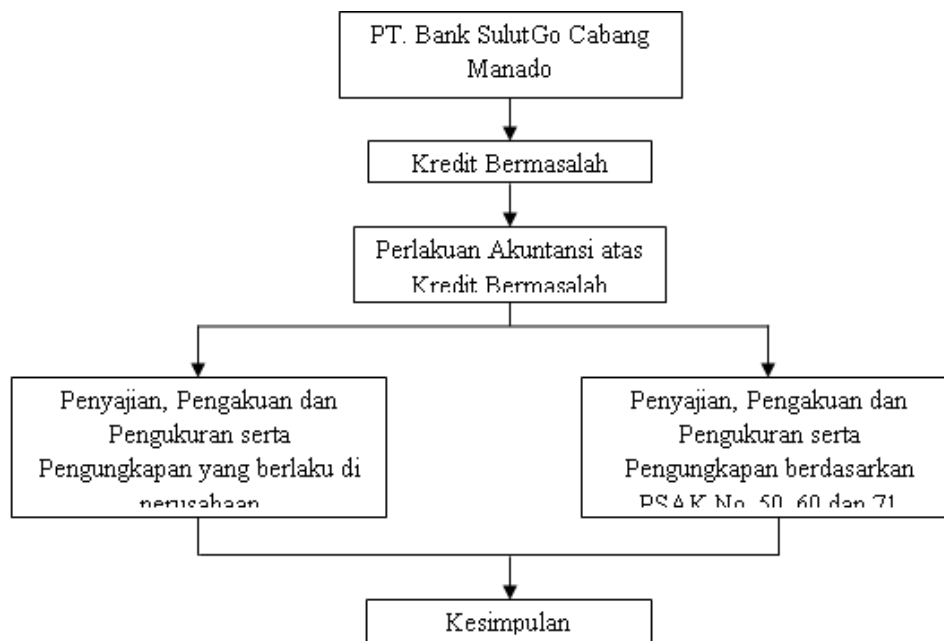 PT. Bank SulutGo Cabang
Manado
Kredit Bermasalah
Perlakuan Akuntansi atas
Kredit Bermasalah
Penyajian, Pengakuan dan
Pengukuran serta
Pengungkapan yang berlaku di
perusahaan
Penyajian, Pengakuan dan
Pengukuran serta
Pengungkapan berdasarkan
PSAK No. 50, 60 dan 71
Kesimpulan